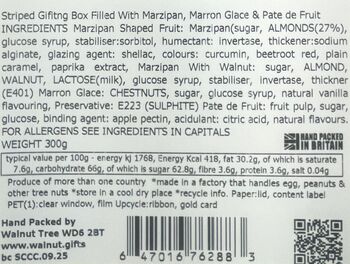 Striped Gifitng Box Filled With Marzipan, Marron Glace & Pate de Fruit
INGREDIENTS Marzipan Shaped Fruit: Marzipan(sugar, ALMONDS(27%),
glucose syrup, stabiliser:sorbitol, humectant: invertase, thickener:sodium
alginate, glazing agent: shellac, colours: curcumin, beetroot red, plain
caramel, paprika extract, Marzipan With Walnut: sugar, ALMOND,
WALNUT, LACTOSE(milk), glucose syrup, stabiliser, invertase, thickner
(E401) Marron Glace: CHESTNUTS, sugar, glucose syrup, natural vanilla
flavouring, Preservative: E223 (SULPHITE) Pate de Fruit: fruit pulp, sugar,
glucose, binding agent: apple pectin, acidulant: citric acid, natural flavours.
FOR ALLERGENS SEE INGREDIENTS IN CAPITALS
WEIGHT 300g
HAND PACKED
IN BRITAIN
typical value per 100g - energy kj 1768, Energy Kcal 418, fat 30.2g, of which is saturate
7.6g, carbohydrate 66g, of which is sugar 62.8g, fibre 3.6g, protein 3.6g, salt 0.04g
Produce of more than one country *made in a factory that handles egg, peanuts &
other nuts *store in a cool dry place *recycle info. Paper:lid, content label
PET(1):clear window, film Upcycle:ribbon, gold card
Hand Packed by
Walnut Tree WD6 2BT
www.walnut.gifts
bc SCCC.09.25
6 47016 76288 3